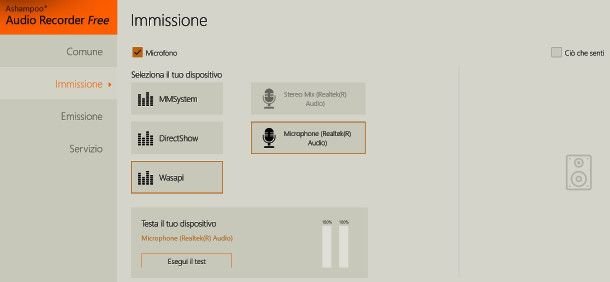 Ashampoo®
Audio Recorder Free
Comune
Immissione
Emissione
Servizio
Immissione
Microfono
Ciò che senti
Seleziona il tuo dispositivo
MMSystem
DirectShow
Wasapi
Stereo Mix (Realtek(R)
Audio)
Microphone (Realtek(R)
Audio)
Testa il tuo dispositivo
Microphone (Realtek(R) Audio)
Esegui il test
100% 100%